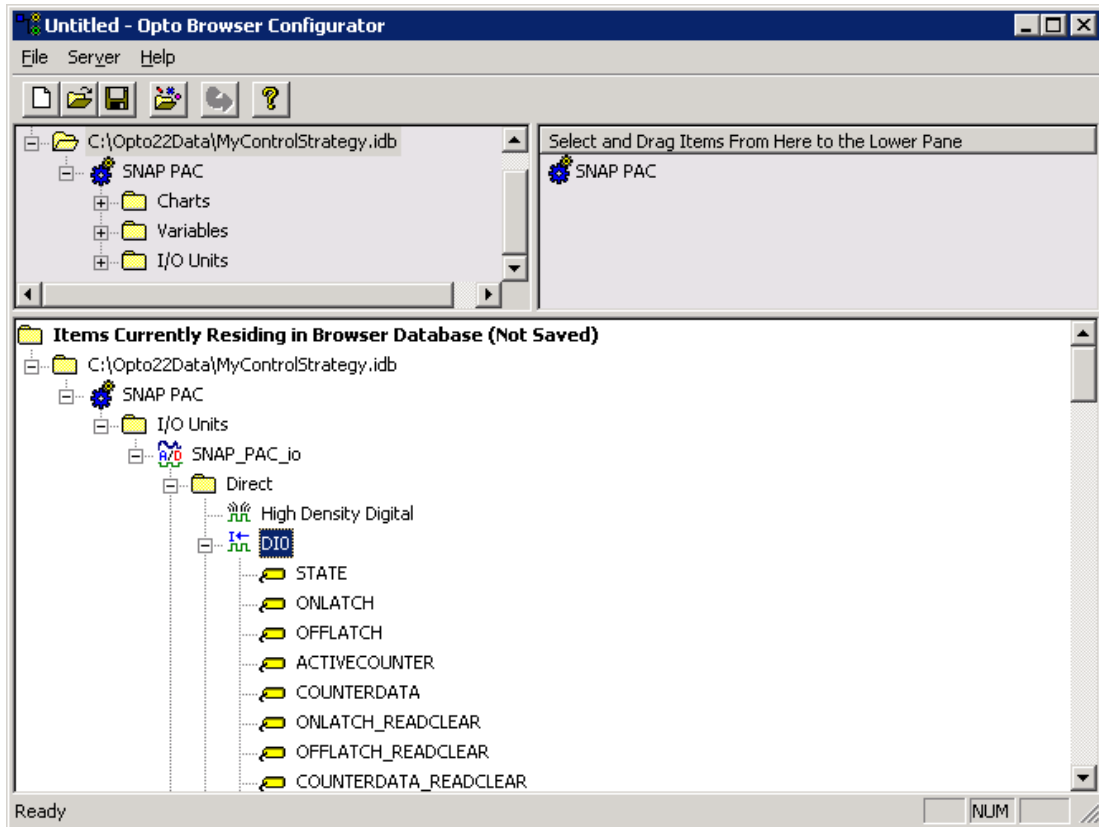 Untitled - Opto Browser Configurator
File Server Help
C:\Opto22Data\MyControlStrategy.idb
SNAP PAC
Charts
Variables
I/O Units
Select and Drag Items From Here to the Lower Pane
SNAP PAC
Items Currently Residing in Browser Database (Not Saved)
C:\Opto22Data\MyControlStrategy.idb
SNAP PAC
I/O Units
SNAP_PAC_io
Direct
High Density Digital
DI0
STATE
ONLATCH
OFFLATCH
ACTIVECOUNTER
COUNTERDATA
ONLATCH_READCLEAR
OFFLATCH_READCLEAR
COUNTERDATA_READCLEAR
Ready NUM